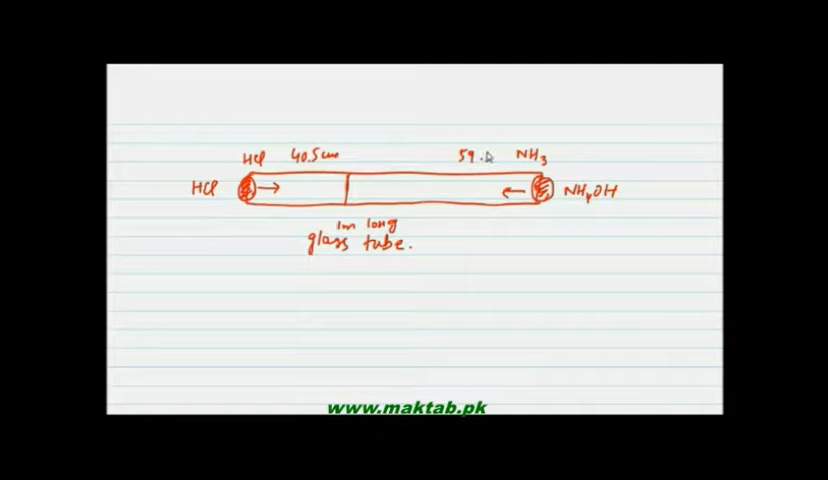 HCl 40.5cm 59. NH₃
HCl NH₄OH
1m long
glass tube.
www.maktab.pk